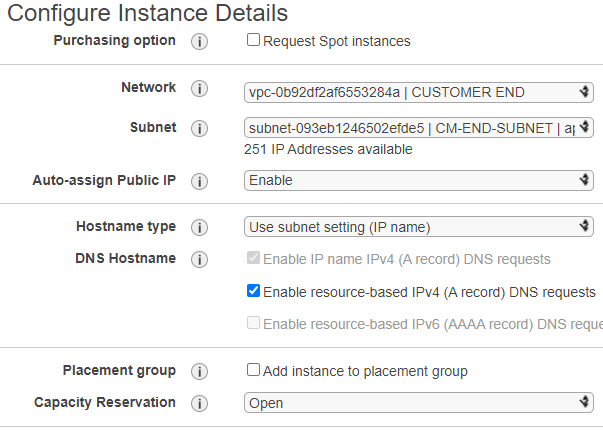 Configure Instance Details
Purchasing option i Request Spot instances
Network i vpc-0b92df2af6553284a | CUSTOMER END
Subnet i subnet-093eb1246502efde5 | CM-END-SUBNET | ap
251 IP Addresses available
Auto-assign Public IP i Enable
Hostname type i Use subnet setting (IP name)
DNS Hostname i Enable IP name IPv4 (A record) DNS requests
Enable resource-based IPv4 (A record) DNS requests
Enable resource-based IPv6 (AAAA record) DNS reque
Placement group i Add instance to placement group
Capacity Reservation i Open